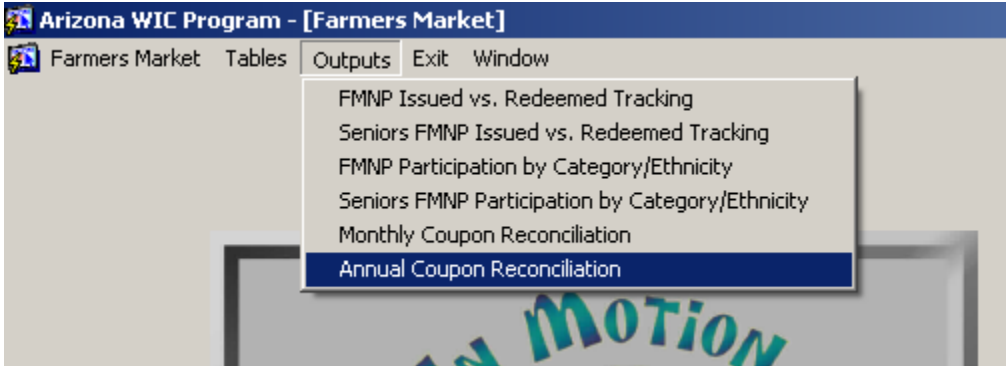 Arizona WIC Program - [Farmers Market]
Farmers Market Tables Outputs Exit Window
FMNP Issued vs. Redeemed Tracking
Seniors FMNP Issued vs. Redeemed Tracking
FMNP Participation by Category/Ethnicity
Seniors FMNP Participation by Category/Ethnicity
Monthly Coupon Reconciliation
Annual Coupon Reconciliation
IN MOTION